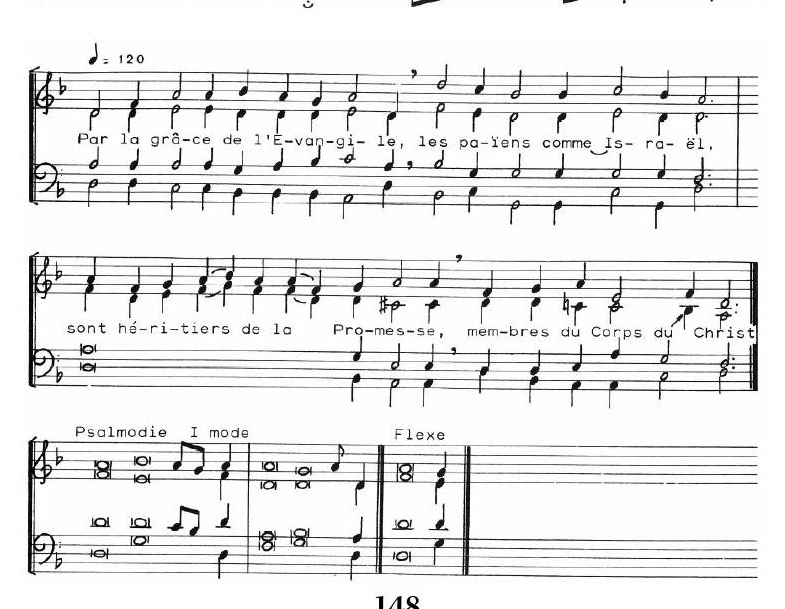 = 120
Par la grâ-ce de l'E-van-gi- le, les pa-ïens comme Is- ra- ël,
sont hé-ri-tiers de la Pro-mes-se, mem-bres du Corps du Christ
Psalmodie I mode Flexe
148